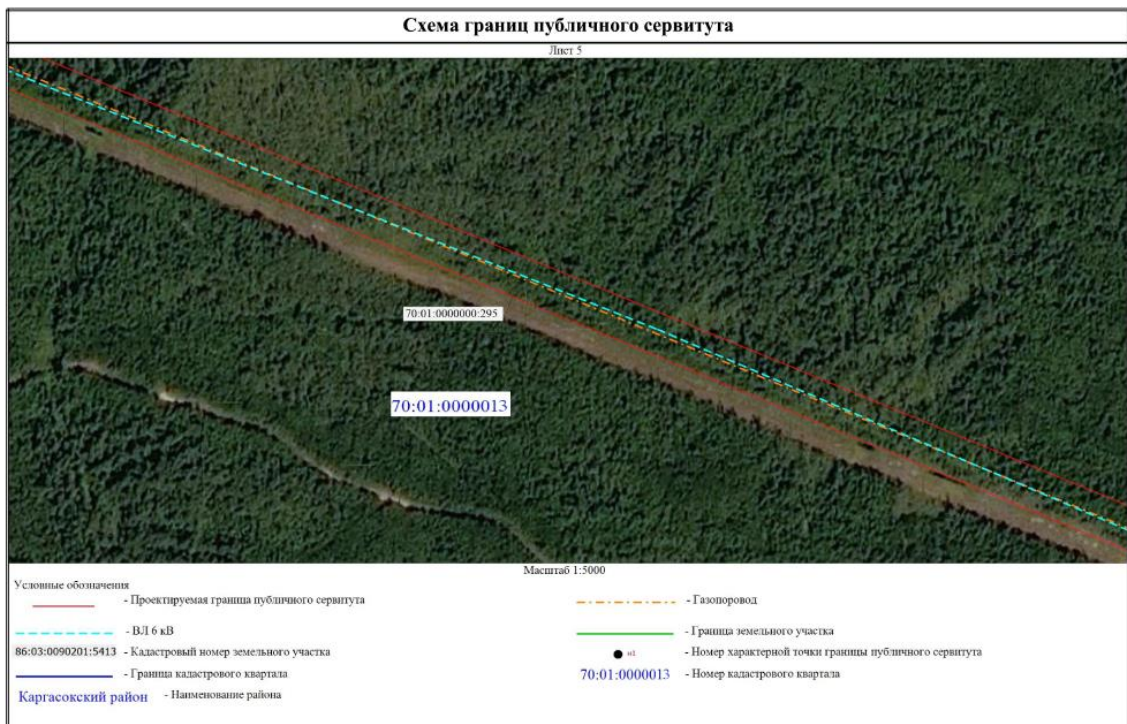 Схема границ публичного сервитута
Лист 5
70:01:0000000:295
70:01:0000013
Масштаб 1:5000
Условные обозначения
- Проектируемая граница публичного сервитута
- Газопоровод
- ВЛ 6 кВ
- Граница земельного участка
86:03:0090201:5413 - Кадастровый номер земельного участка
н1 - Номер характерной точки границы публичного сервитута
- Граница кадастрового квартала
70:01:0000013 - Номер кадастрового квартала
Каргасокский район - Наименование района